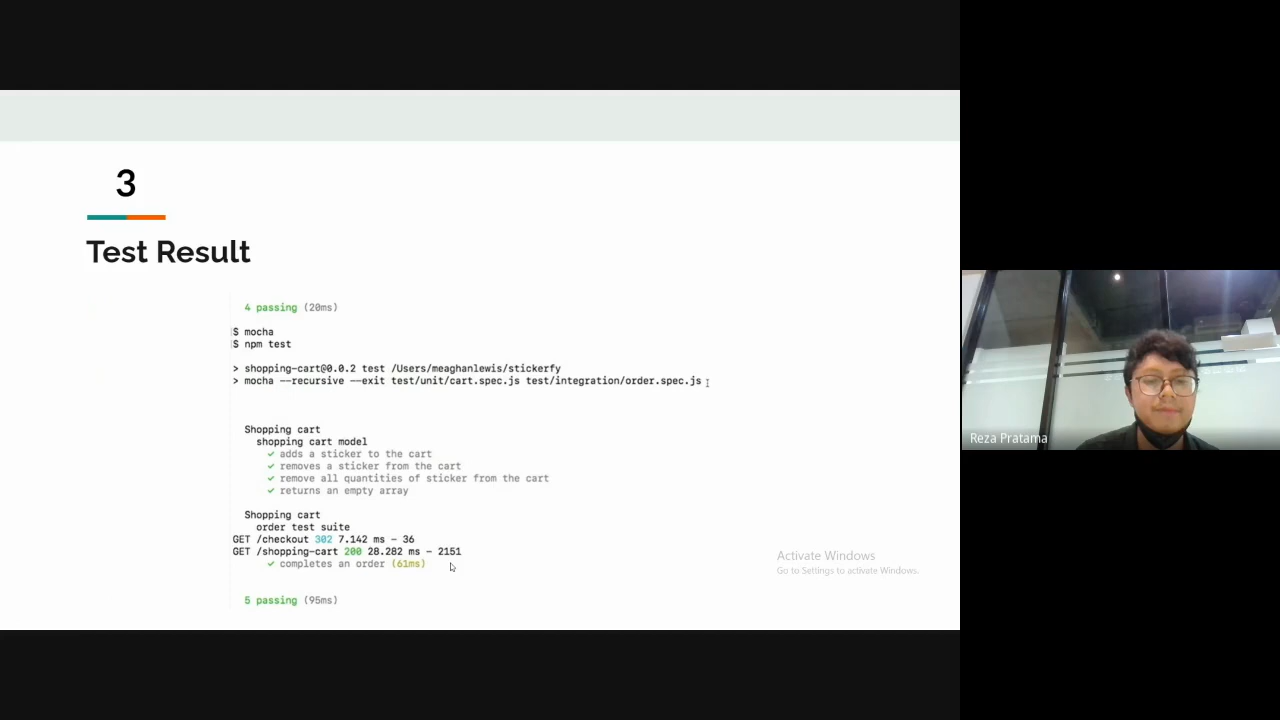 3
Test Result
4 passing (20ms)
$ mocha
$ npm test
> shopping-cart@0.0.2 test /Users/meaghanlewis/stickerfy
> mocha --recursive --exit test/unit/cart.spec.js test/integration/order.spec.js
Shopping cart
shopping cart model
✓ adds a sticker to the cart
✓ removes a sticker from the cart
✓ remove all quantities of sticker from the cart
✓ returns an empty array
Shopping cart
order test suite
GET /checkout 302 7.142 ms - 36
GET /shopping-cart 200 28.282 ms - 2151
✓ completes an order (61ms)
5 passing (95ms)
Activate Windows
Go to Settings to activate Windows.
Reza Pratama